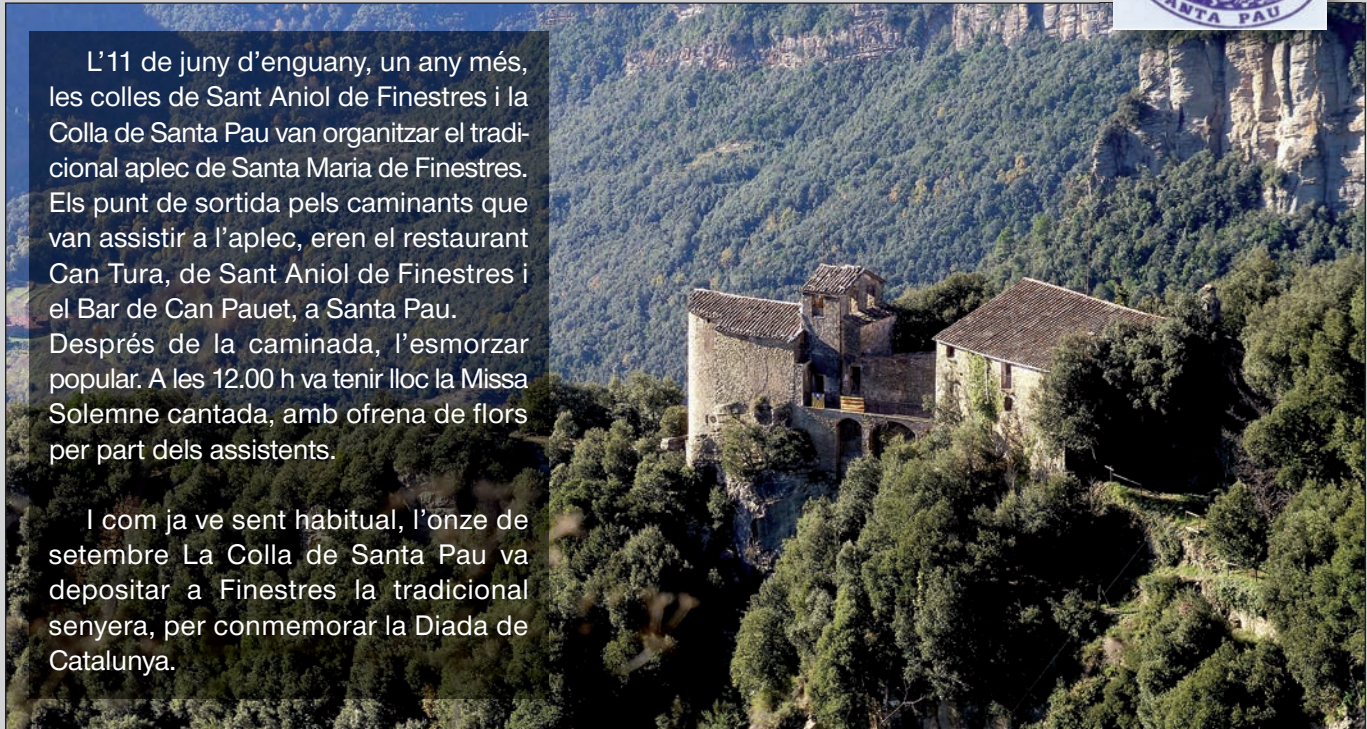 SANTA PAU
L’11 de juny d’enguany, un any més,
les colles de Sant Aniol de Finestres i la
Colla de Santa Pau van organitzar el tradi-
cional aplec de Santa Maria de Finestres.
Els punt de sortida pels caminants que
van assistir a l’aplec, eren el restaurant
Can Tura, de Sant Aniol de Finestres i
el Bar de Can Pauet, a Santa Pau.
Després de la caminada, l’esmorzar
popular. A les 12.00 h va tenir lloc la Missa
Solemne cantada, amb ofrena de flors
per part dels assistents.
I com ja ve sent habitual, l’onze de
setembre La Colla de Santa Pau va
depositar a Finestres la tradicional
senyera, per conmemorar la Diada de
Catalunya.